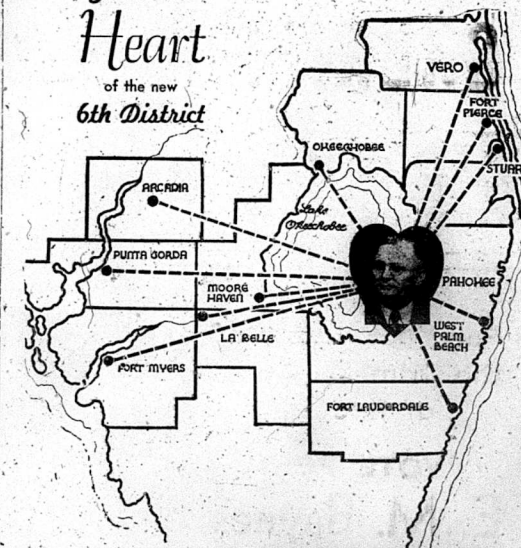 Heart
of the new
6th District
VERO
FORT
PIERCE
STUAR
OKEECHOBEE
ARCADIA
Lake
Okeechobee
PUNTA GORDA
MOORE
HAVEN
PAHOKEE
LA BELLE
WEST
PALM
BEACH
FORT MYERS
FORT LAUDERDALE